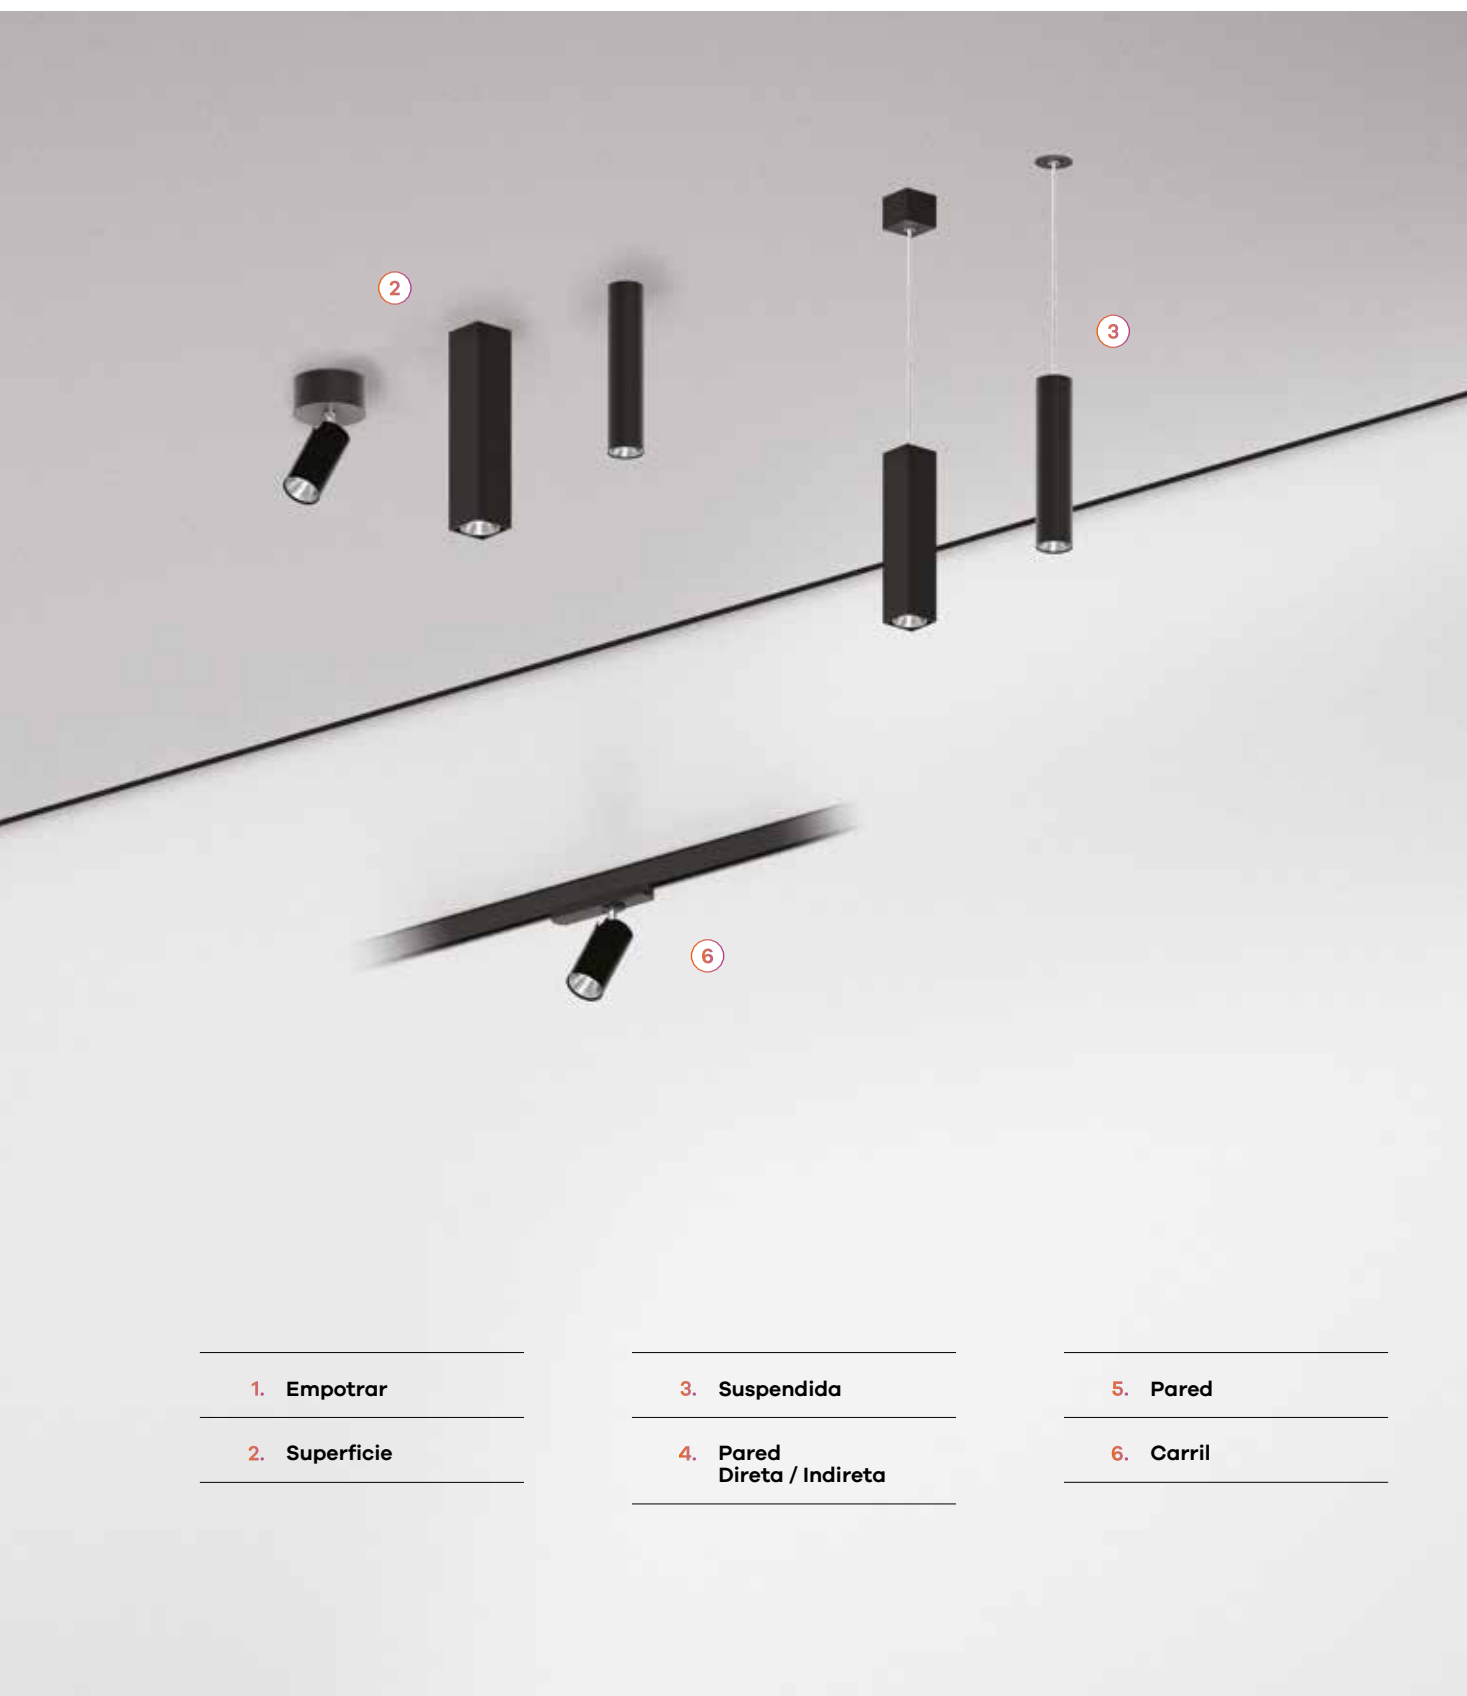 2
3
6
1. Empotrar
2. Superficie
3. Suspendida
4. Pared
Direta / Indireta
5. Pared
6. Carril